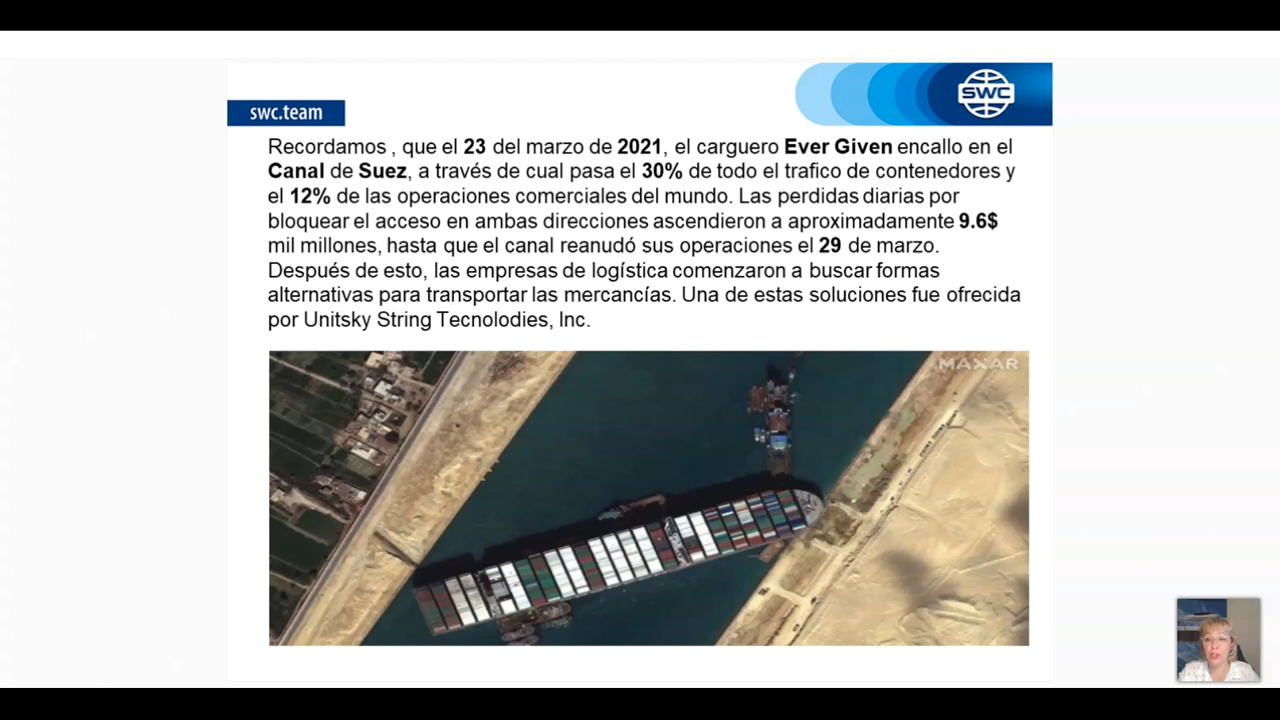 swc.team
SWC
Recordamos , que el 23 del marzo de 2021, el carguero Ever Given encallo en el
Canal de Suez, a través de cual pasa el 30% de todo el trafico de contenedores y
el 12% de las operaciones comerciales del mundo. Las perdidas diarias por
bloquear el acceso en ambas direcciones ascendieron a aproximadamente 9.6$
mil millones, hasta que el canal reanudó sus operaciones el 29 de marzo.
Después de esto, las empresas de logística comenzaron a buscar formas
alternativas para transportar las mercancías. Una de estas soluciones fue ofrecida
por Unitsky String Tecnolodies, Inc.
MAXAR